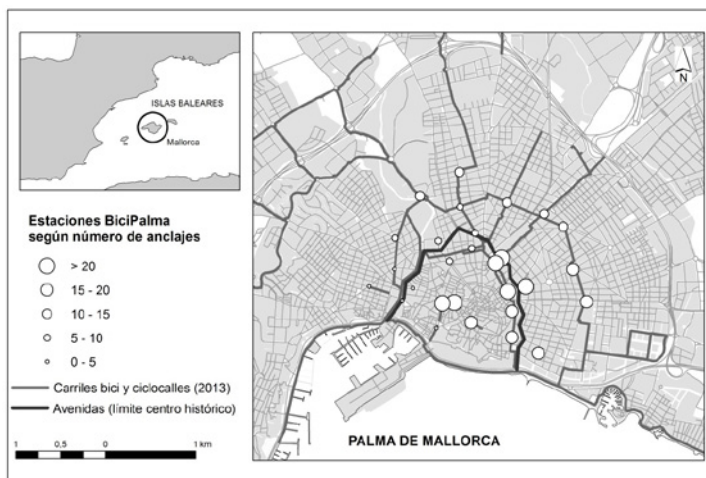 ISLAS BALEARES
Mallorca
N
Estaciones BiciPalma
según número de anclajes
> 20
15 - 20
10 - 15
5 - 10
0 - 5
Carriles bici y ciclocalles (2013)
Avenidas (límite centro histórico)
1 0,5 0 1 km
PALMA DE MALLORCA